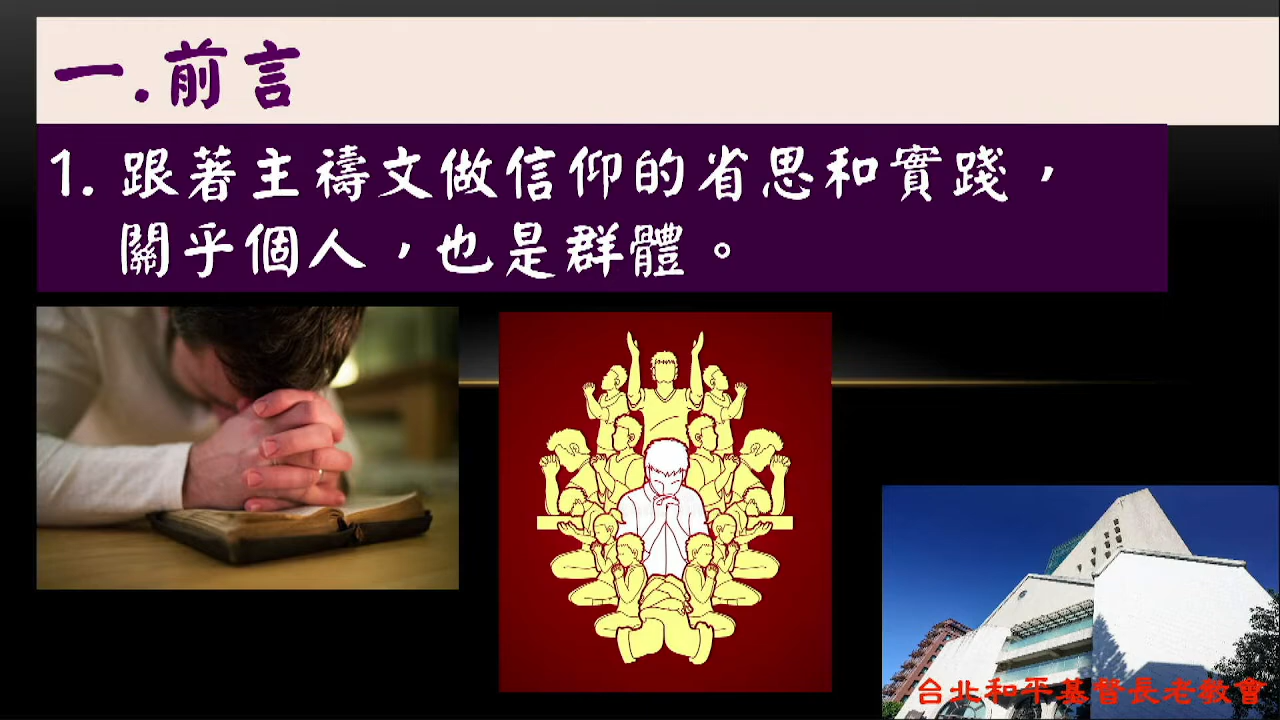 一.前言
1. 跟著主禱文做信仰的省思和實踐，
關乎個人，也是群體。
台北和平基督長老教會